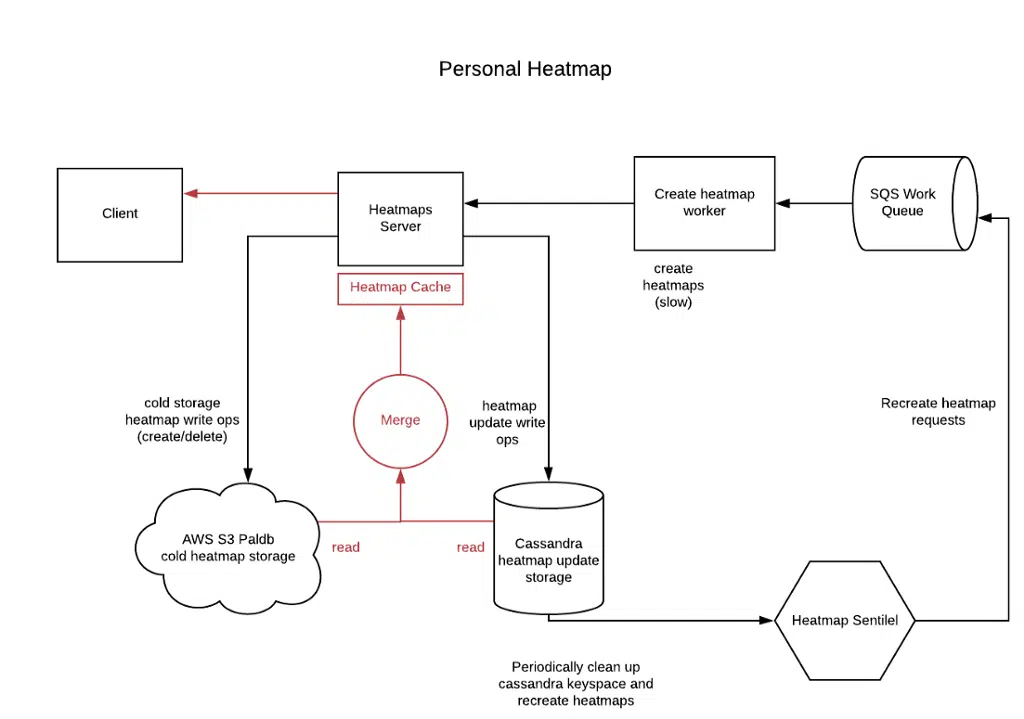 Personal Heatmap
Client
Heatmaps
Server
Create heatmap
worker
SQS Work
Queue
Heatmap Cache
create
heatmaps
(slow)
cold storage
heatmap write ops
(create/delete)
Merge
heatmap
update write
ops
Recreate heatmap
requests
AWS S3 Paldb
cold heatmap storage
read
read
Cassandra
heatmap update
storage
Heatmap Sentilel
Periodically clean up
cassandra keyspace and
recreate heatmaps